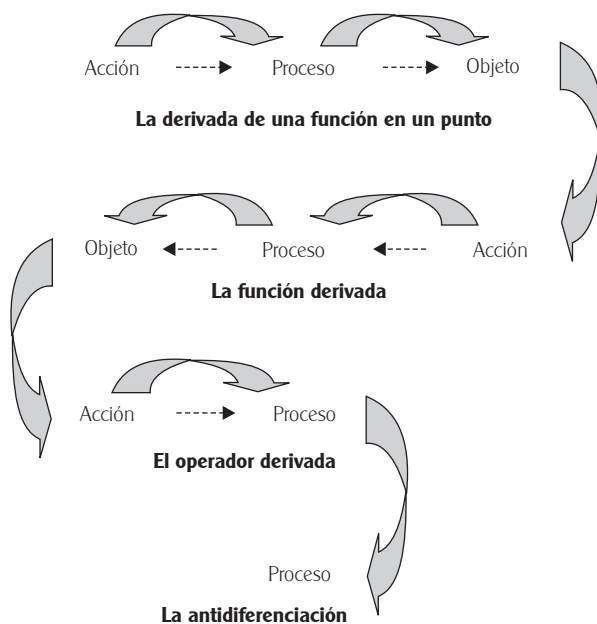 Acción Proceso Objeto
La derivada de una función en un punto
Objeto Proceso Acción
La función derivada
Acción Proceso
El operador derivada
Proceso
La antidiferenciación